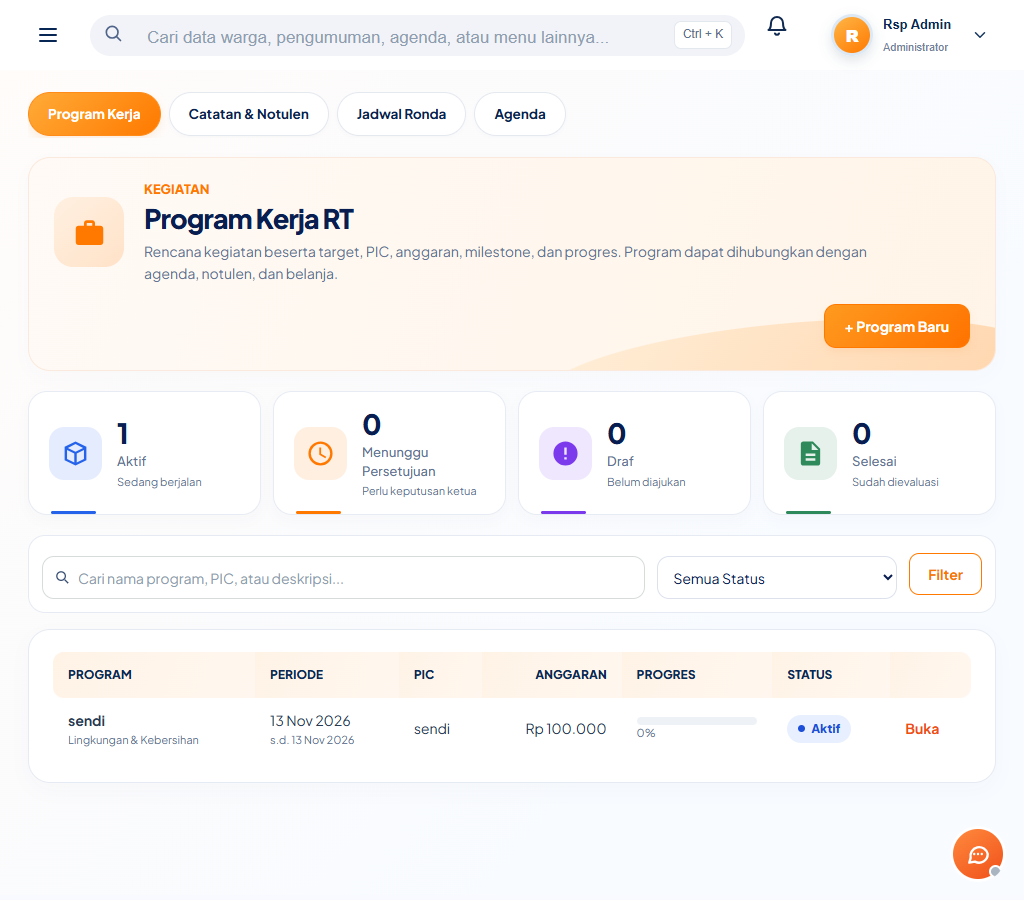 Cari data warga, pengumuman, agenda, atau menu lainnya...
Ctrl + K
R
Rsp Admin
Administrator
Program Kerja
Catatan & Notulen
Jadwal Ronda
Agenda
KEGIATAN
Program Kerja RT
Rencana kegiatan beserta target, PIC, anggaran, milestone, dan progres. Program dapat dihubungkan dengan
agenda, notulen, dan belanja.
+ Program Baru
1
Aktif
Sedang berjalan
0
Menunggu
Persetujuan
Perlu keputusan ketua
0
Draf
Belum diajukan
0
Selesai
Sudah dievaluasi
Cari nama program, PIC, atau deskripsi...
Semua Status
Filter
PROGRAM PERIODE PIC ANGGARAN PROGRES STATUS
sendi
Lingkungan & Kebersihan
13 Nov 2026
s.d. 13 Nov 2026
sendi
Rp 100.000
0%
Aktif
Buka